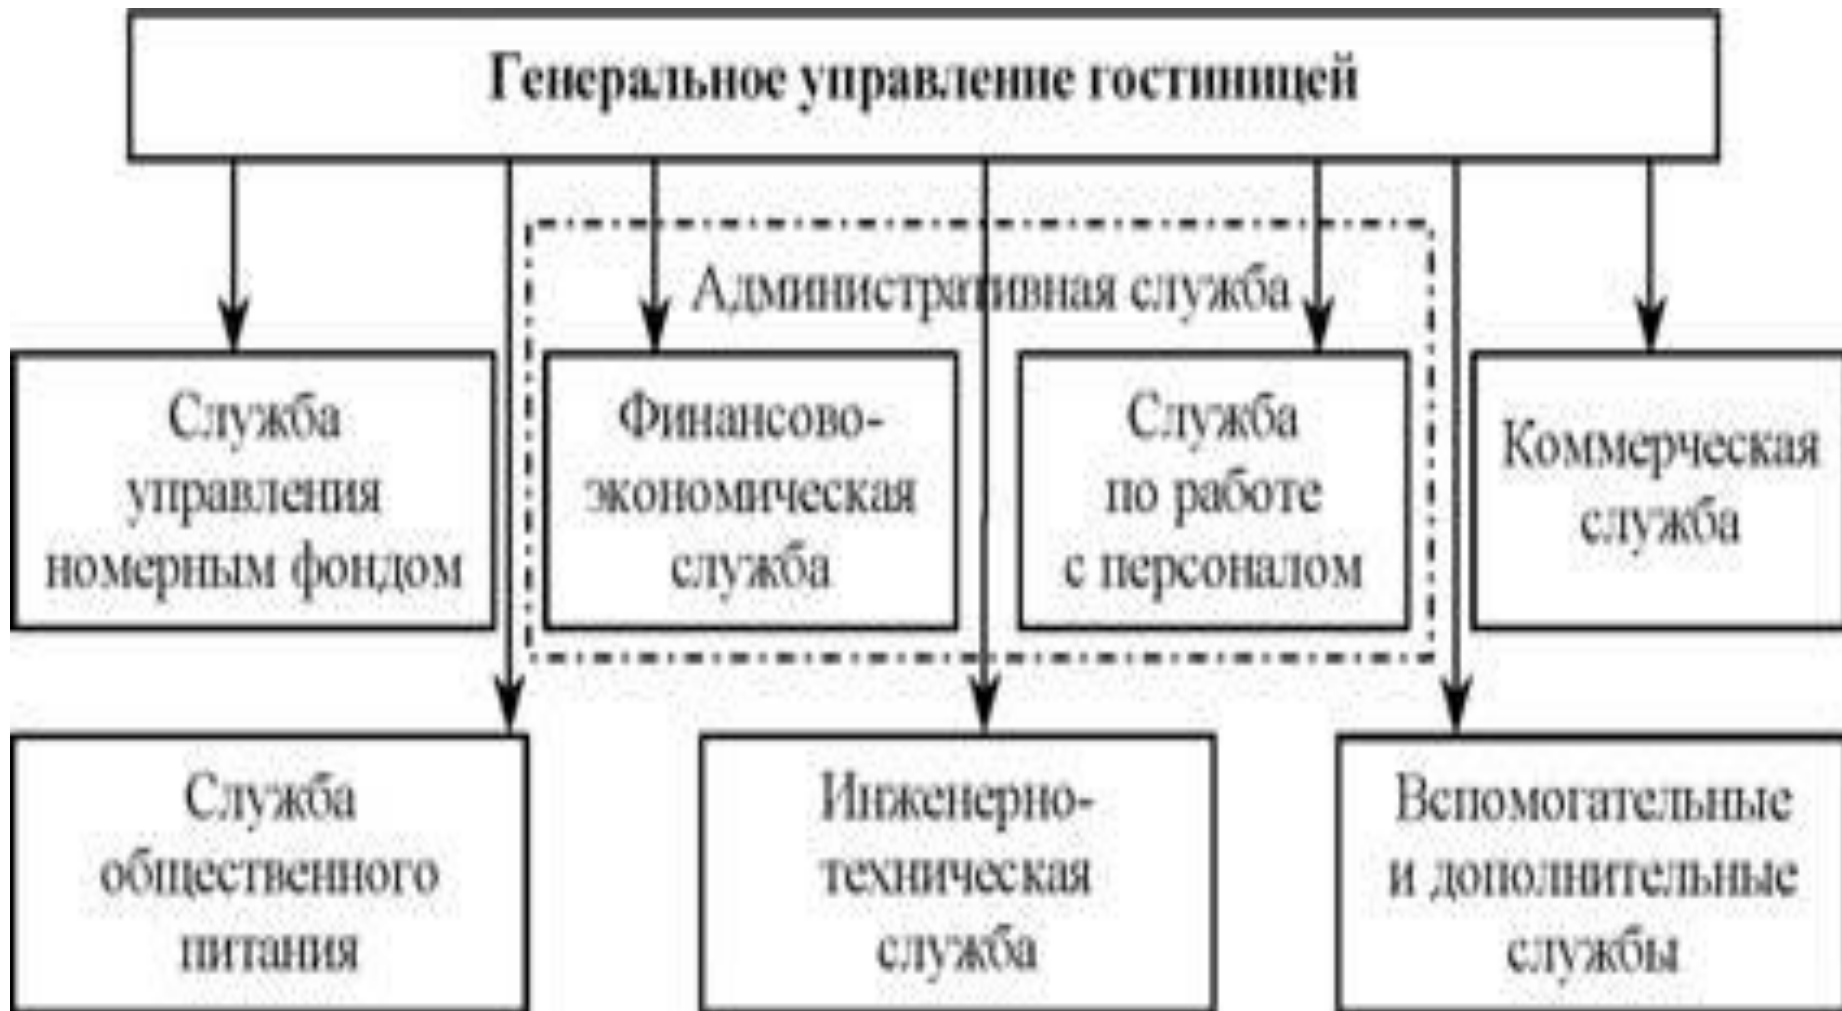 Генеральное управление гостиницей
Административная служба
Служба
управления
номерным фондом
Финансово-
экономическая
служба
Служба
по работе
с персоналом
Коммерческая
служба
Служба
общественного
питания
Инженерно-
техническая
служба
Вспомогательные
и дополнительные
службы